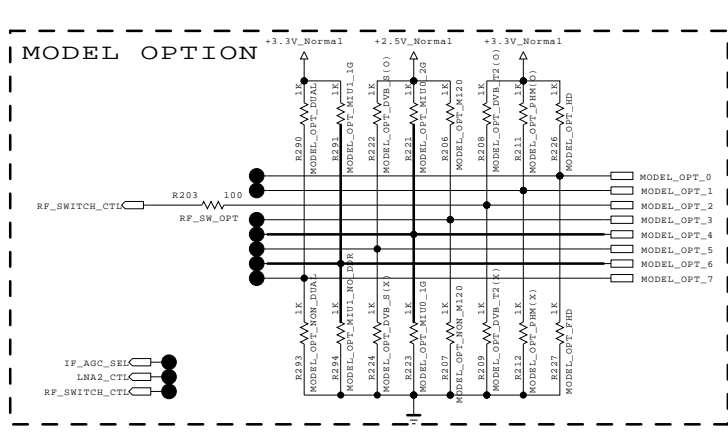 MODEL OPTION
+3.3V_Normal
+2.5V_Normal
+3.3V_Normal
R290
1K
MODEL_OPT_DUAL
R291
1K
MODEL_OPT_MIU1_1G
R222
1K
MODEL_OPT_DVB_S(O)
R221
1K
MODEL_OPT_MIU0_2G
R206
1K
MODEL_OPT_M120
R208
1K
MODEL_OPT_DVB_T2(O)
R211
1K
MODEL_OPT_PHM(O)
R226
1K
MODEL_OPT_HD
RF_SWITCH_CTL
R203
100
RF_SW_OPT
MODEL_OPT_0
MODEL_OPT_1
MODEL_OPT_2
MODEL_OPT_3
MODEL_OPT_4
MODEL_OPT_5
MODEL_OPT_6
MODEL_OPT_7
R293
1K
MODEL_OPT_NON_DUAL
R294
1K
MODEL_OPT_MIU1_NO_DDR
R224
1K
MODEL_OPT_DVB_S(X)
R223
1K
MODEL_OPT_MIU0_1G
R207
1K
MODEL_OPT_NON_M120
R209
1K
MODEL_OPT_DVB_T2(X)
R212
1K
MODEL_OPT_PHM(X)
R227
1K
MODEL_OPT_FHD
IF_AGC_SEL
LNA2_CTL
RF_SWITCH_CTL